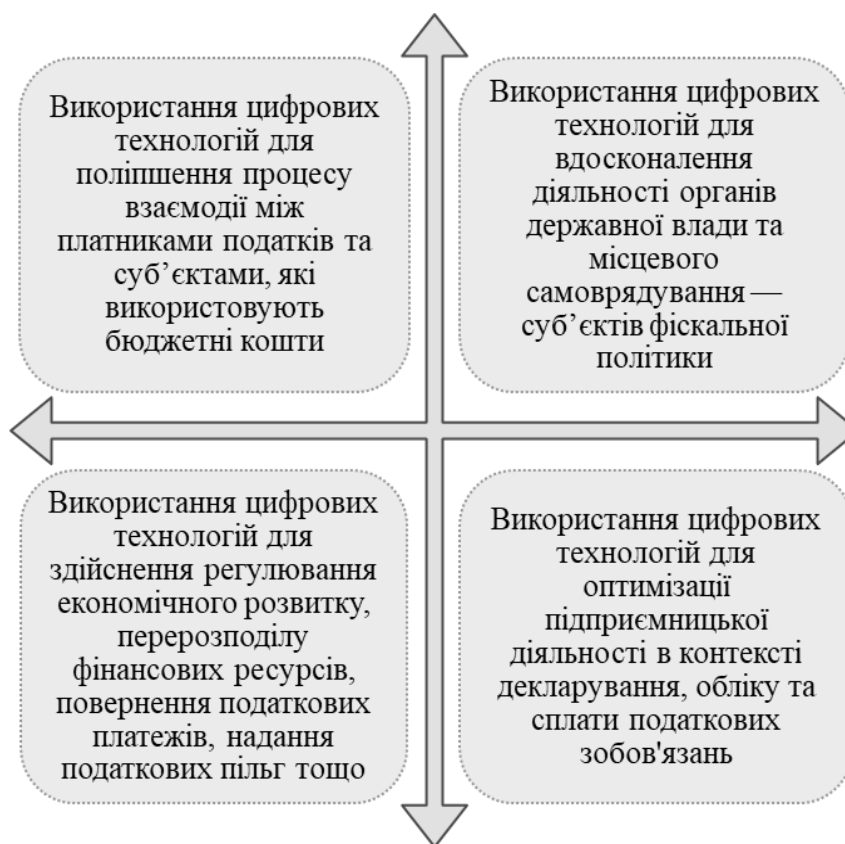 Використання цифрових
технологій для
поліпшення процесу
взаємодії між
платниками податків та
суб’єктами, які
використовують
бюджетні кошти
Використання цифрових
технологій для
вдосконалення
діяльності органів
державної влади та
місцевого
самоврядування —
суб’єктів фіскальної
політики
Використання цифрових
технологій для
здійснення регулювання
економічного розвитку,
перерозподілу
фінансових ресурсів,
повернення податкових
платежів, надання
податкових пільг тощо
Використання цифрових
технологій для
оптимізації
підприємницької
діяльності в контексті
декларування, обліку та
сплати податкових
зобов'язань